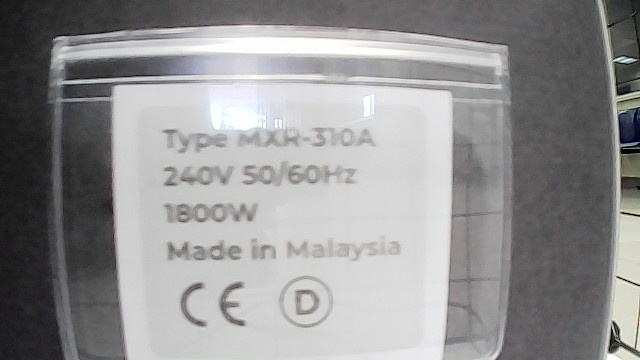 Type MXR-310A
240V 50/60Hz
1800W
Made in Malaysia
CE D